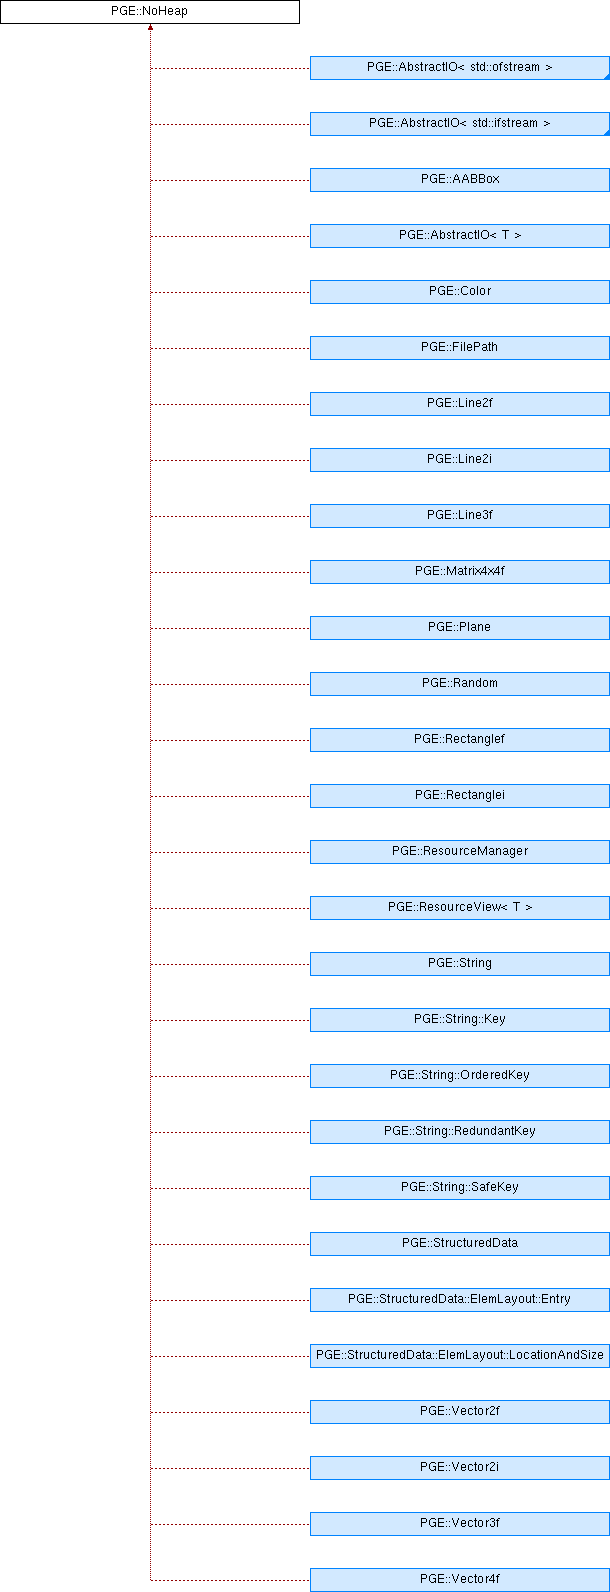 PGE::NoHeap
PGE::AbstractIO< std::ofstream >
PGE::AbstractIO< std::ifstream >
PGE::AABBox
PGE::AbstractIO< T >
PGE::Color
PGE::FilePath
PGE::Line2f
PGE::Line2i
PGE::Line3f
PGE::Matrix4x4f
PGE::Plane
PGE::Random
PGE::Rectanglef
PGE::Rectanglei
PGE::ResourceManager
PGE::ResourceView< T >
PGE::String
PGE::String::Key
PGE::String::OrderedKey
PGE::String::RedundantKey
PGE::String::SafeKey
PGE::StructuredData
PGE::StructuredData::ElemLayout::Entry
PGE::StructuredData::ElemLayout::LocationAndSize
PGE::Vector2f
PGE::Vector2i
PGE::Vector3f
PGE::Vector4f